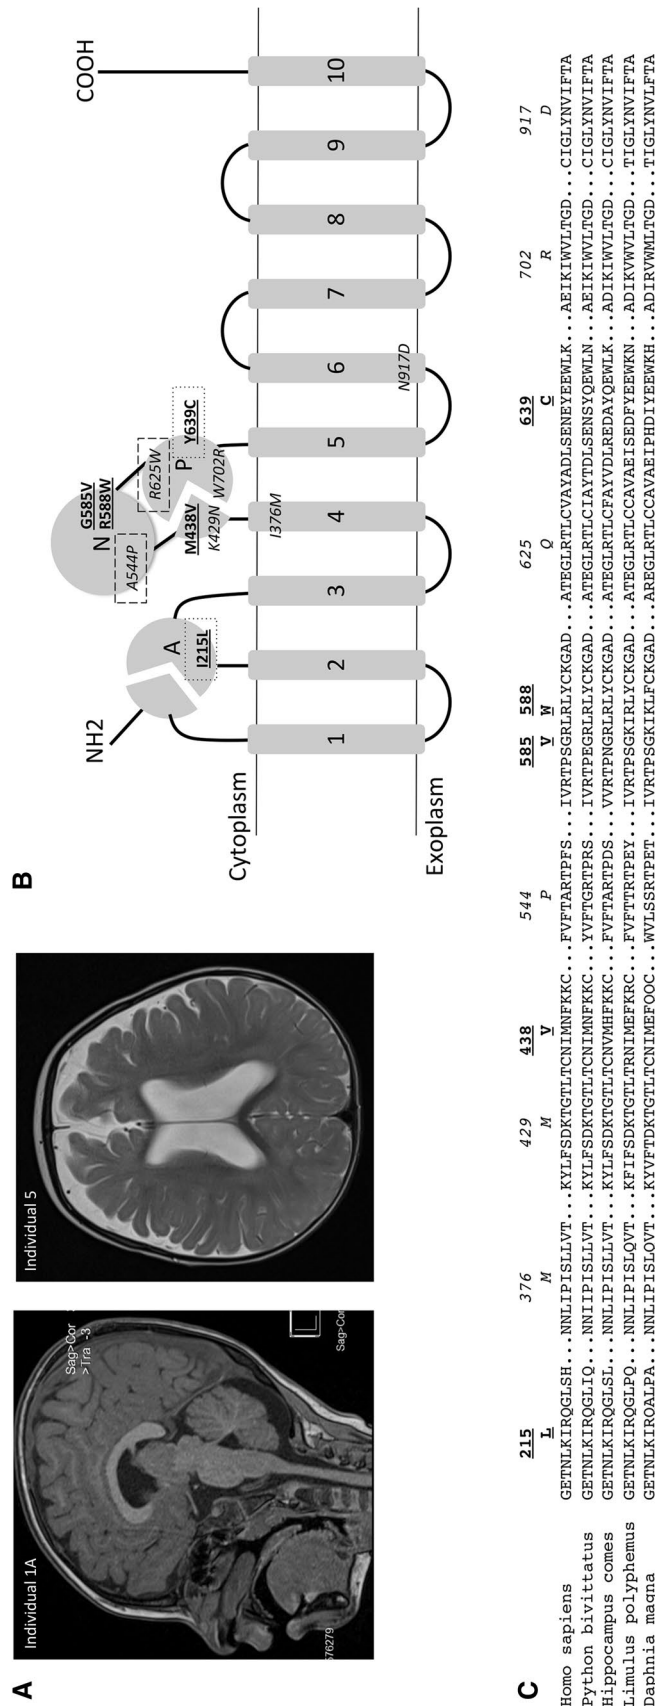 A
Individual 1A
Sag>Cor
>Tra -3
Sag>Cor
576279
Individual 5
B
NH2
COOH
Cytoplasm
Exoplasm
A
I215L
N
G585V
R588W
A544P
R625W
P
Y639C
M438V
K429N
W702R
I376M
N917D
1
2
3
4
5
6
7
8
9
10
C
215 376 429 438 544 585 588 625 639 702 917
L M M V P V W Q C R D
Homo sapiens GETNLKIRQGLSH...NNLIPISLLVT...KYLFSDKTGTLTCNIMNFKKC...FVFTARTPFS...IVRTPSGRLRLYCKGAD...ATEGLRTLCVAYADLSENEYEEWLK...AEIKIWVLTGD...CIGLYNVIFTA
Python bivittatus GETNLKIRQGLIQ...NNIIPISLLVT...KYLFSDKTGTLTCNIMNFKKC...YVFTGRTPRS...IVRTPEGRLRLYCKGAD...ATEGLRTLCIAYTDLSENSYQEWLN...AEIKIWVLTGD...CIGLYNVIFTA
Hippocampus comes GETNLKIRQGLSL...NNLIPISLLVT...KYLFSDKTGTLTCNVMHFKKC...FVFTARTPDS...VVRTPNGRLRLYCKGAD...ATEGLRTLCFAYVDLREDAYQEWLK...ADIKIWVLTGD...CIGLYNVIFTA
Limulus polyphemus GETNLKIRQGLPQ...NNLIPISLQVT...KFIFSDKTGTLTRNIMEFKRC...FVFTTRTPEY...IVRTPSGKIRLYCKGAD...ATEGLRTLCCAVAEISEDFYEEWKN...ADIKVWVLTGD...TIGLYNVIFTA
Daphnia magna GETNLKIRQALPA...NNLIPISLQVT...KYVFTDKTGTLTCNIMEFQQC...WVLSSRTPET...IVRTPSGKIKLFCKGAD...AREGLRTLCCAVAEIPHDIYEEWKH...ADIRVWMLTGD...TIGLYNVLFTA